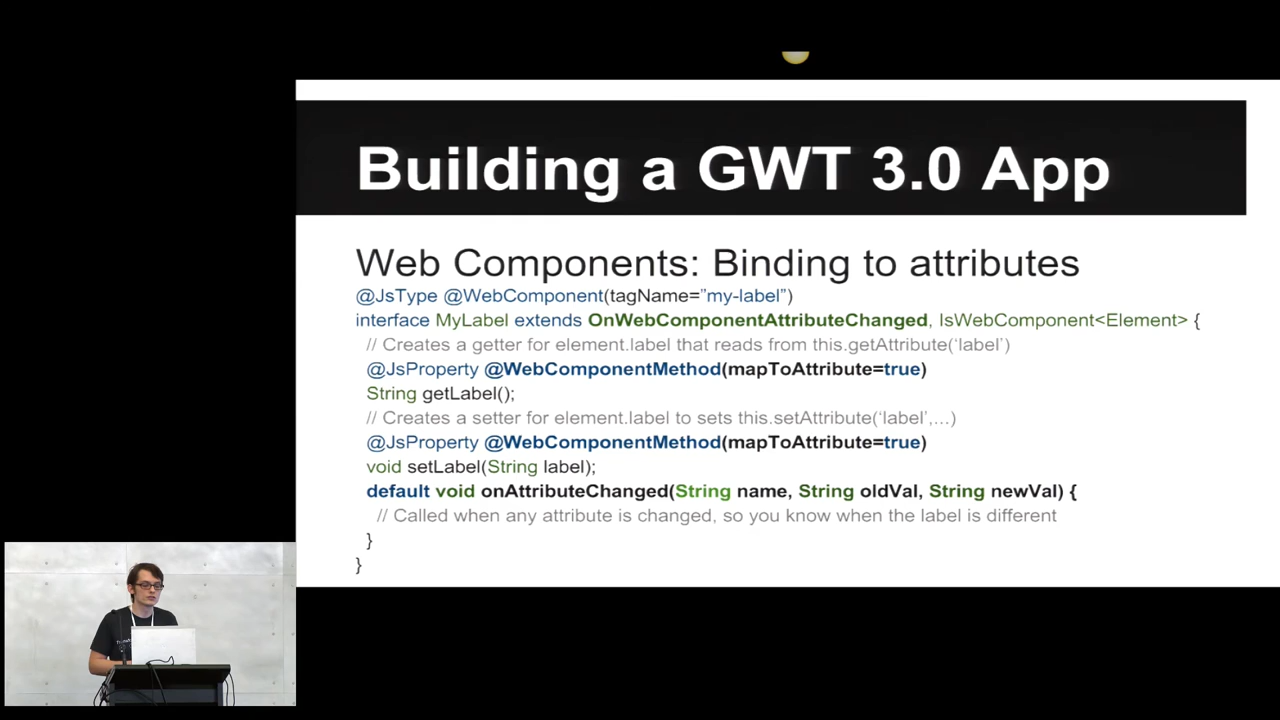 Building a GWT 3.0 App
Web Components: Binding to attributes
@JsType @WebComponent(tagName=”my-label”)
interface MyLabel extends OnWebComponentAttributeChanged, IsWebComponent<Element> {
// Creates a getter for element.label that reads from this.getAttribute(‘label’)
@JsProperty @WebComponentMethod(mapToAttribute=true)
String getLabel();
// Creates a setter for element.label to sets this.setAttribute(‘label’,...)
@JsProperty @WebComponentMethod(mapToAttribute=true)
void setLabel(String label);
default void onAttributeChanged(String name, String oldVal, String newVal) {
// Called when any attribute is changed, so you know when the label is different
}
}